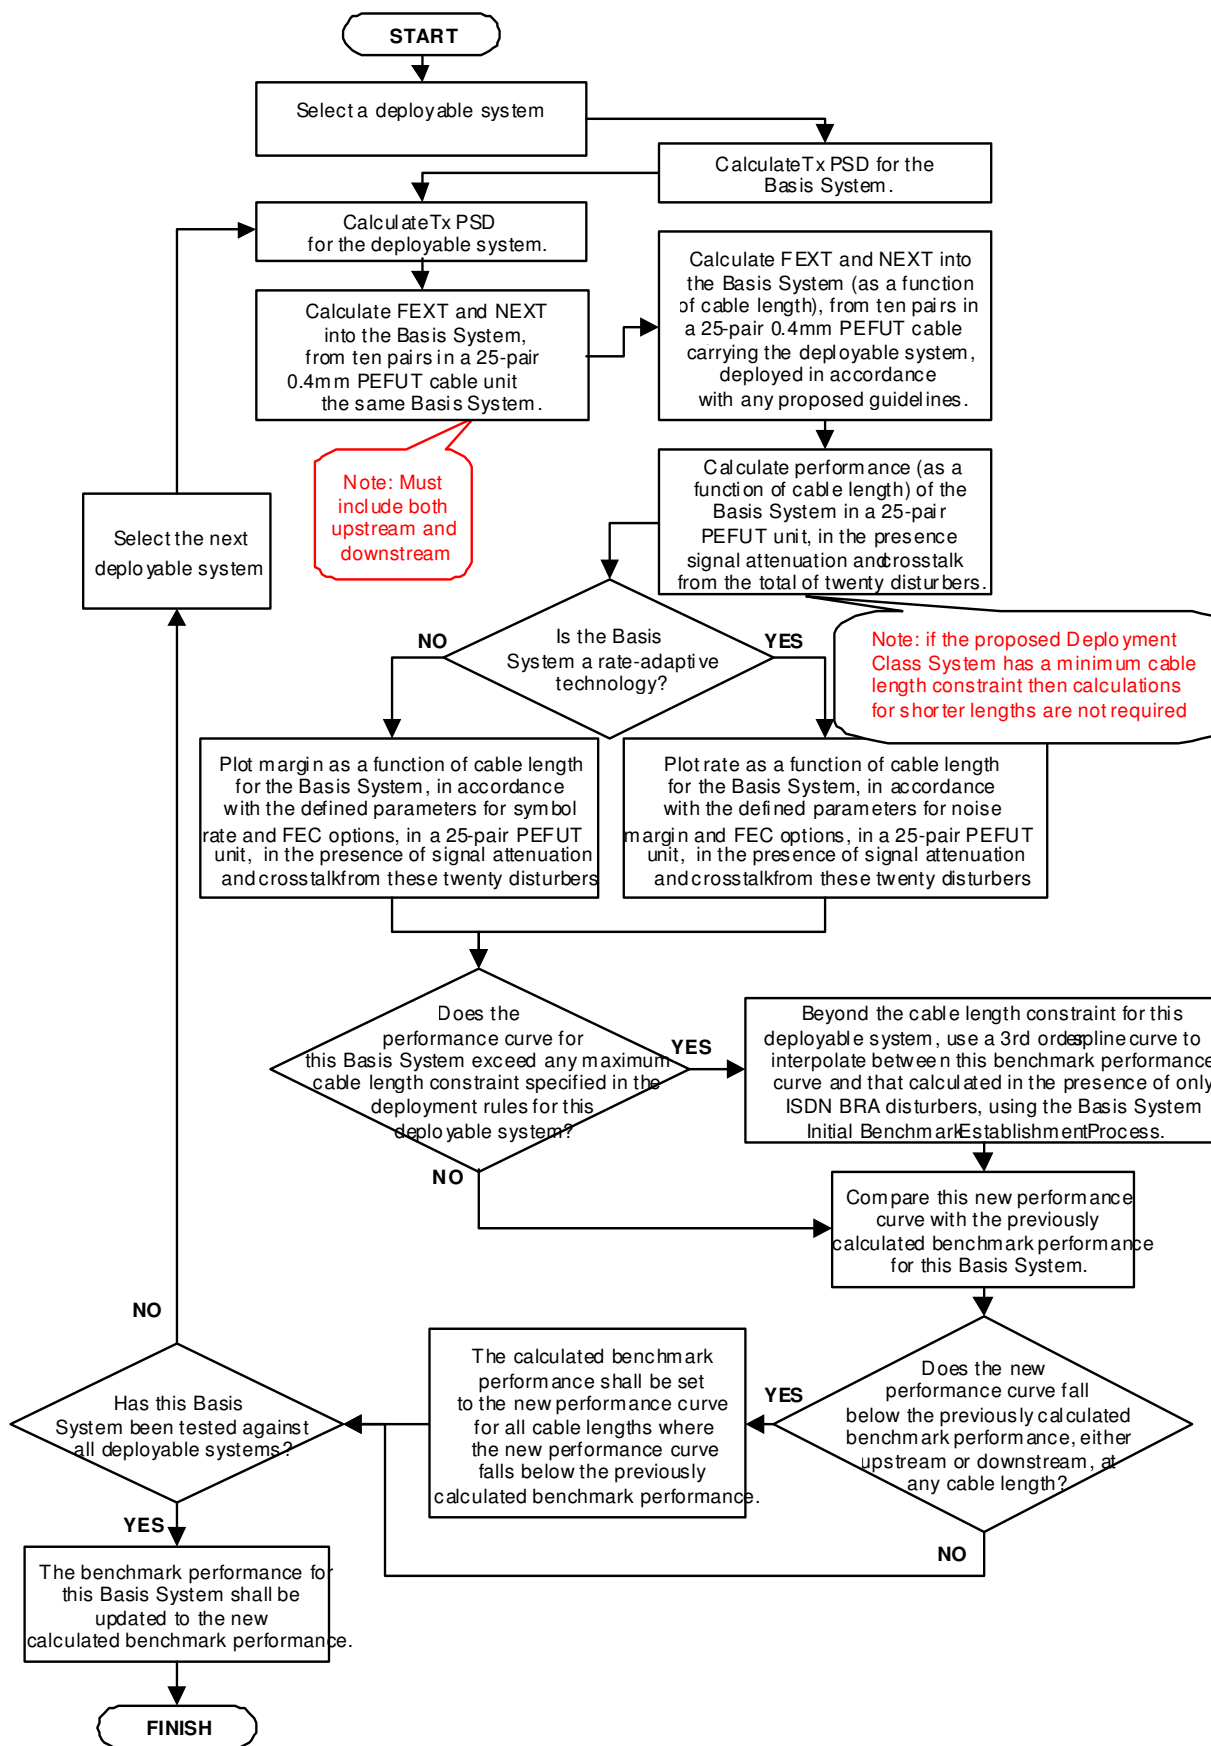 START
Select a deployable system
Calculate Tx PSD for the
Basis System.
Calculate Tx PSD
for the deployable system.
Calculate FEXT and NEXT
into the Basis System,
from ten pairs in a 25-pair
0.4mm PEFUT cable unit
the same Basis System.
Calculate FEXT and NEXT into
the Basis System (as a function
of cable length), from ten pairs in
a 25-pair 0.4mm PEFUT cable
carrying the deployable system,
deployed in accordance
with any proposed guidelines.
Note: Must
include both
upstream and
downstream
Calculate performance (as a
function of cable length) of the
Basis System in a 25-pair
PEFUT unit, in the presence
signal attenuation and crosstalk
from the total of twenty disturbers.
Select the next
deployable system
Note: if the proposed Deployment
Class System has a minimum cable
length constraint then calculations
for shorter lengths are not required
NO
Is the Basis
System a rate-adaptive
technology?
YES
Plot margin as a function of cable length
for the Basis System, in accordance
with the defined parameters for symbol
rate and FEC options, in a 25-pair PEFUT
unit, in the presence of signal attenuation
and crosstalk from these twenty disturbers
Plot rate as a function of cable length
for the Basis System, in accordance
with the defined parameters for noise
margin and FEC options, in a 25-pair PEFUT
unit, in the presence of signal attenuation
and crosstalk from these twenty disturbers
Does the
performance curve for
this Basis System exceed any maximum
cable length constraint specified in the
deployment rules for this
deployable system?
YES
NO
Beyond the cable length constraint for this
deployable system, use a 3rd order spline curve to
interpolate between this benchmark performance
curve and that calculated in the presence of only
ISDN BRA disturbers, using the Basis System
Initial Benchmark Establishment Process.
Compare this new performance
curve with the previously
calculated benchmark performance
for this Basis System.
NO
Has this Basis
System been tested against
all deployable systems?
YES
The calculated benchmark
performance shall be set
to the new performance curve
for all cable lengths where
the new performance curve
falls below the previously
calculated benchmark performance.
YES
Does the new
performance curve fall
below the previously calculated
benchmark performance, either
upstream or downstream, at
any cable length?
NO
The benchmark performance for
this Basis System shall be
updated to the new
calculated benchmark performance.
FINISH